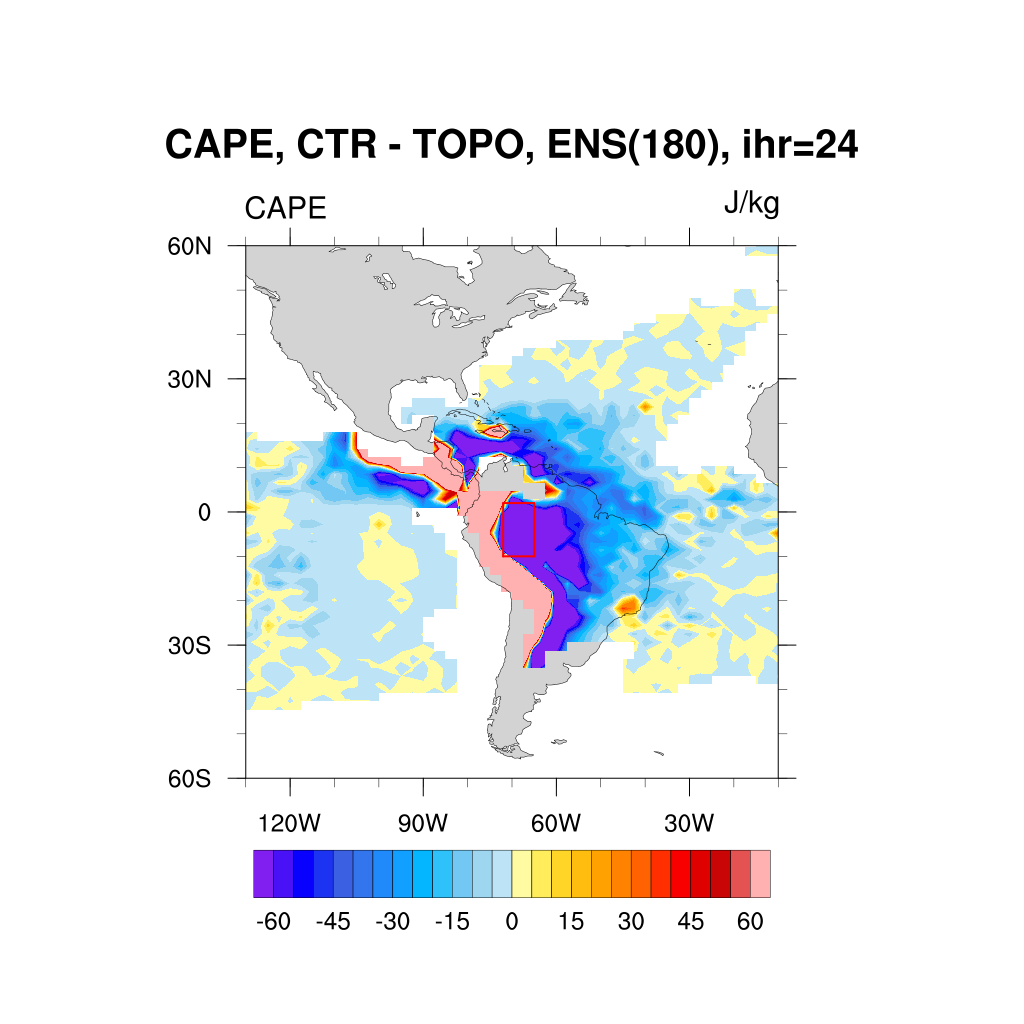 CAPE, CTR - TOPO, ENS(180), ihr=24
CAPE J/kg
60N
30N
0
30S
60S
120W 90W 60W 30W
-60 -45 -30 -15 0 15 30 45 60